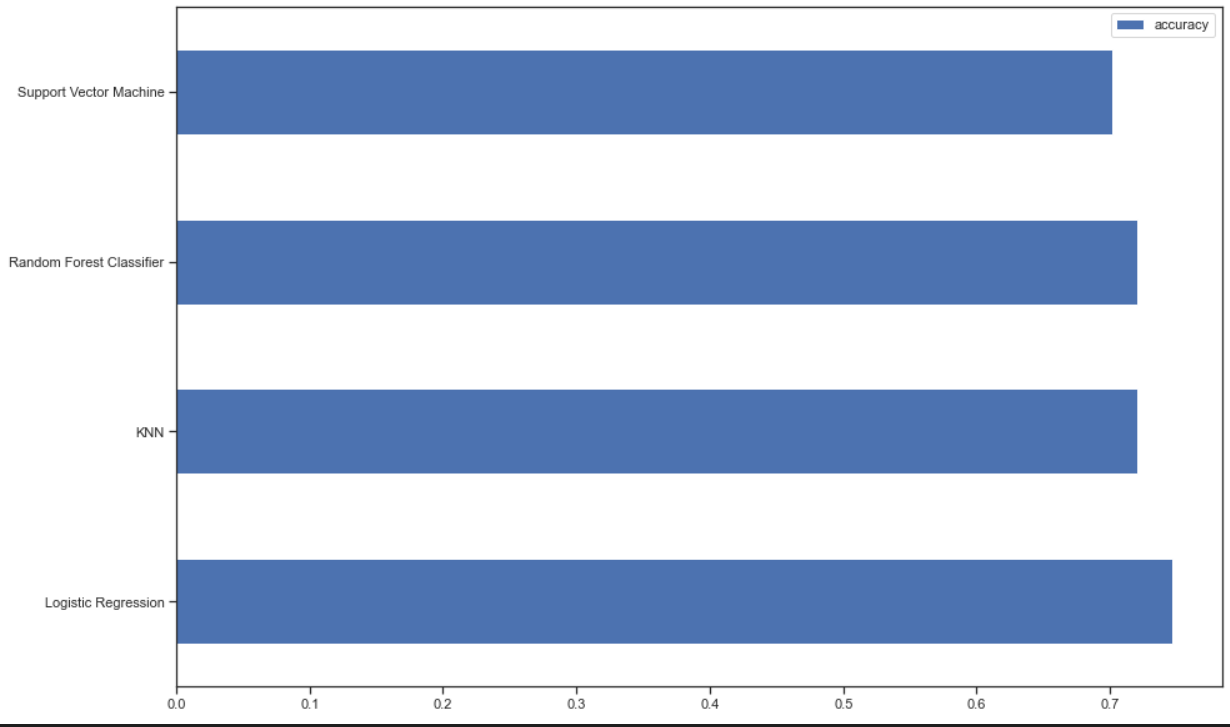 accuracy
Support Vector Machine
Random Forest Classifier
KNN
Logistic Regression
0.0 0.1 0.2 0.3 0.4 0.5 0.6 0.7